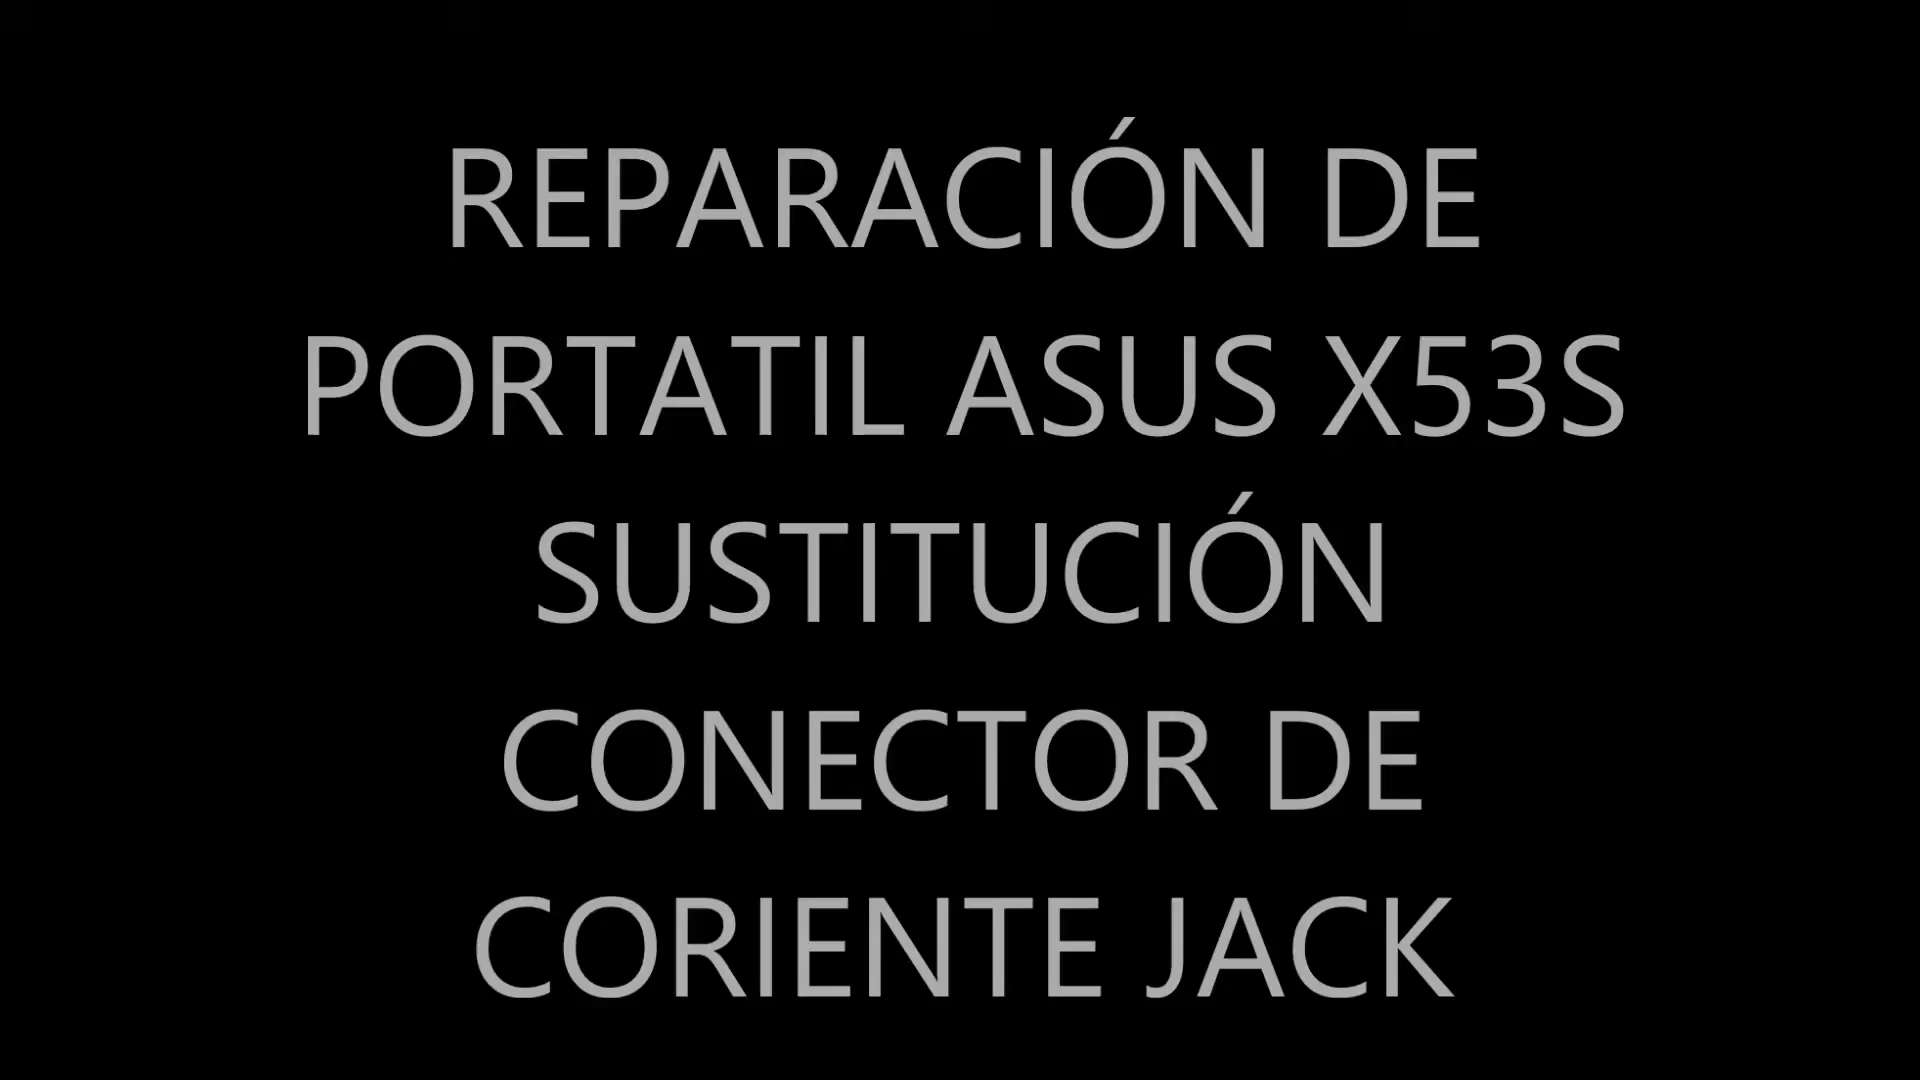 REPARACIÓN DE
PORTATIL ASUS X53S
SUSTITUCIÓN
CONECTOR DE
CORIENTE JACK